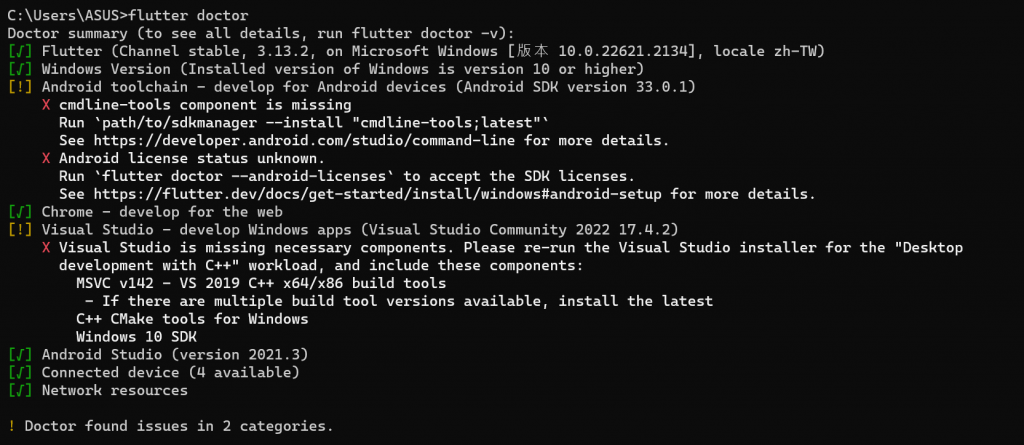 C:\Users\ASUS>flutter doctor
Doctor summary (to see all details, run flutter doctor -v):
[√] Flutter (Channel stable, 3.13.2, on Microsoft Windows [版本 10.0.22621.2134], locale zh-TW)
[√] Windows Version (Installed version of Windows is version 10 or higher)
[!] Android toolchain - develop for Android devices (Android SDK version 33.0.1)
X cmdline-tools component is missing
Run `path/to/sdkmanager --install "cmdline-tools;latest"`
See https://developer.android.com/studio/command-line for more details.
X Android license status unknown.
Run `flutter doctor --android-licenses` to accept the SDK licenses.
See https://flutter.dev/docs/get-started/install/windows#android-setup for more details.
[√] Chrome - develop for the web
[!] Visual Studio - develop Windows apps (Visual Studio Community 2022 17.4.2)
X Visual Studio is missing necessary components. Please re-run the Visual Studio installer for the "Desktop
development with C++" workload, and include these components:
MSVC v142 - VS 2019 C++ x64/x86 build tools
- If there are multiple build tool versions available, install the latest
C++ CMake tools for Windows
Windows 10 SDK
[√] Android Studio (version 2021.3)
[√] Connected device (4 available)
[√] Network resources
! Doctor found issues in 2 categories.